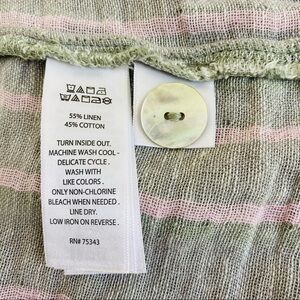 55% LINEN
45% COTTON
TURN INSIDE OUT.
MACHINE WASH COOL -
DELICATE CYCLE .
WASH WITH
LIKE COLORS .
ONLY NON-CHLORINE
BLEACH WHEN NEEDED .
LINE DRY.
LOW IRON ON REVERSE .
RN# 75343